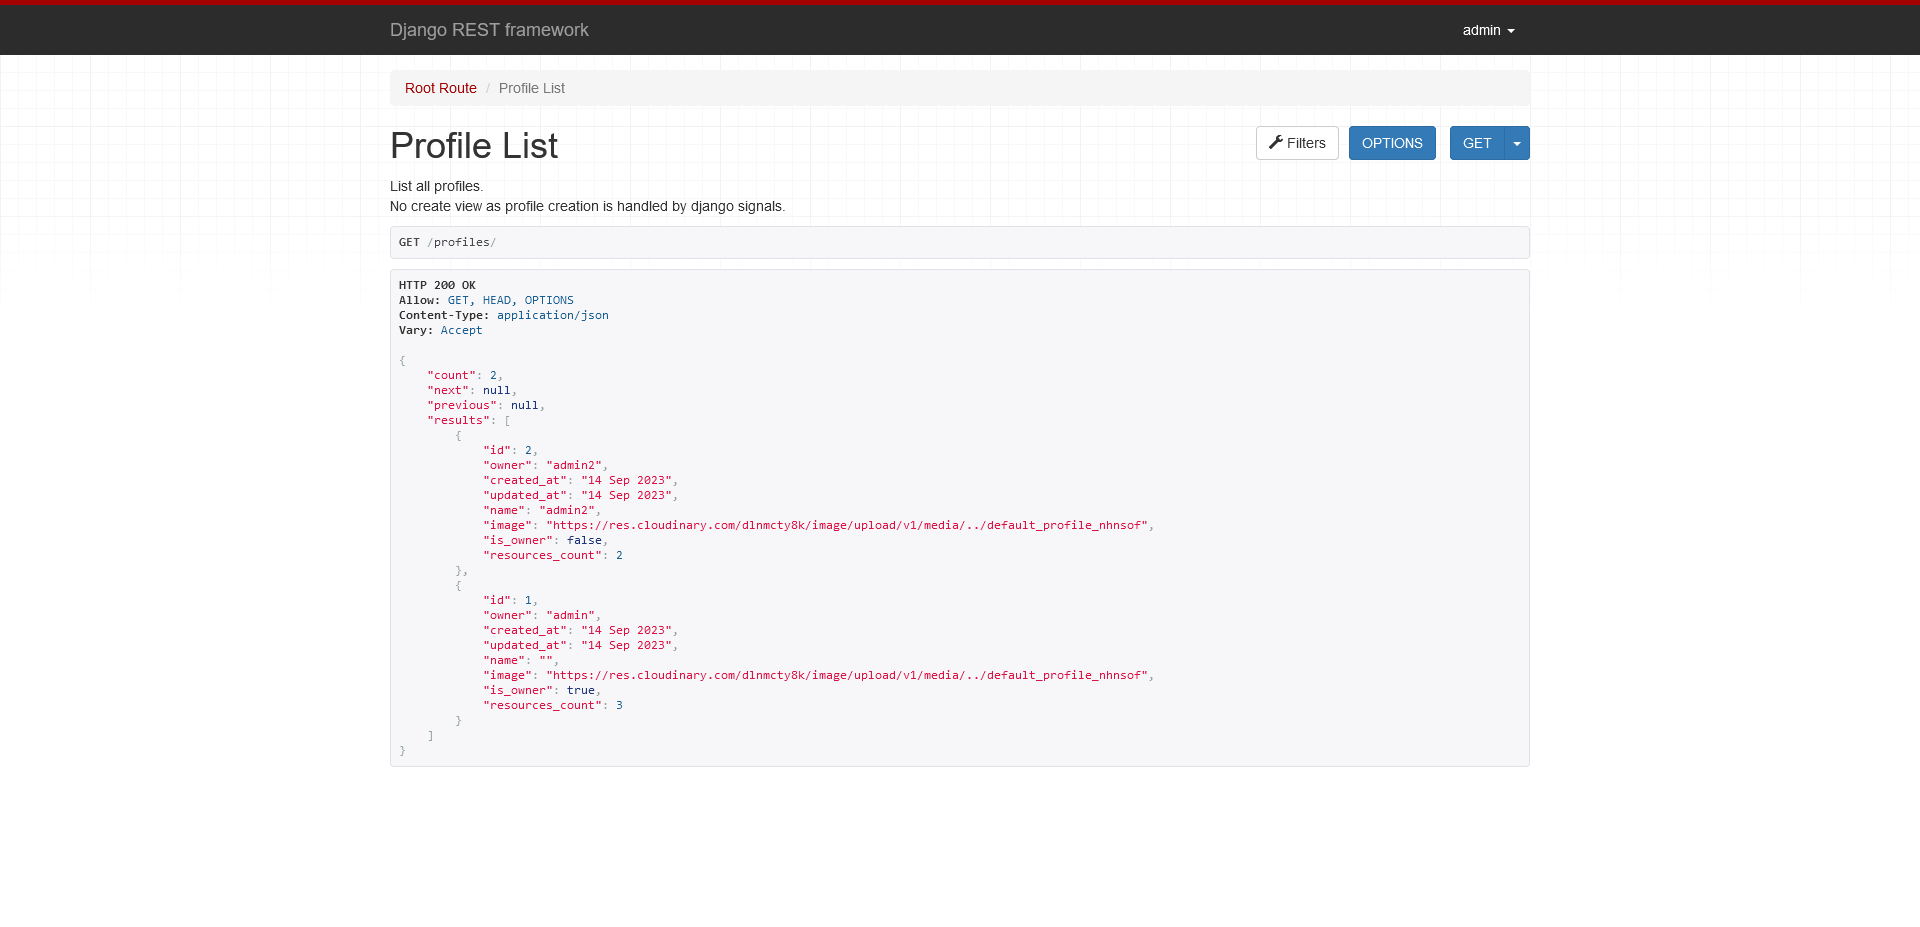 Django REST framework
admin
Root Route / Profile List
Profile List
Filters
OPTIONS
GET
List all profiles.
No create view as profile creation is handled by django signals.
GET /profiles/
HTTP 200 OK
Allow: GET, HEAD, OPTIONS
Content-Type: application/json
Vary: Accept
{
    "count": 2,
    "next": null,
    "previous": null,
    "results": [
        {
            "id": 2,
            "owner": "admin2",
            "created_at": "14 Sep 2023",
            "updated_at": "14 Sep 2023",
            "name": "admin2",
            "image": "https://res.cloudinary.com/dlnmcty8k/image/upload/v1/media/../default_profile_nhnsof",
            "is_owner": false,
            "resources_count": 2
        },
        {
            "id": 1,
            "owner": "admin",
            "created_at": "14 Sep 2023",
            "updated_at": "14 Sep 2023",
            "name": "",
            "image": "https://res.cloudinary.com/dlnmcty8k/image/upload/v1/media/../default_profile_nhnsof",
            "is_owner": true,
            "resources_count": 3
        }
    ]
}